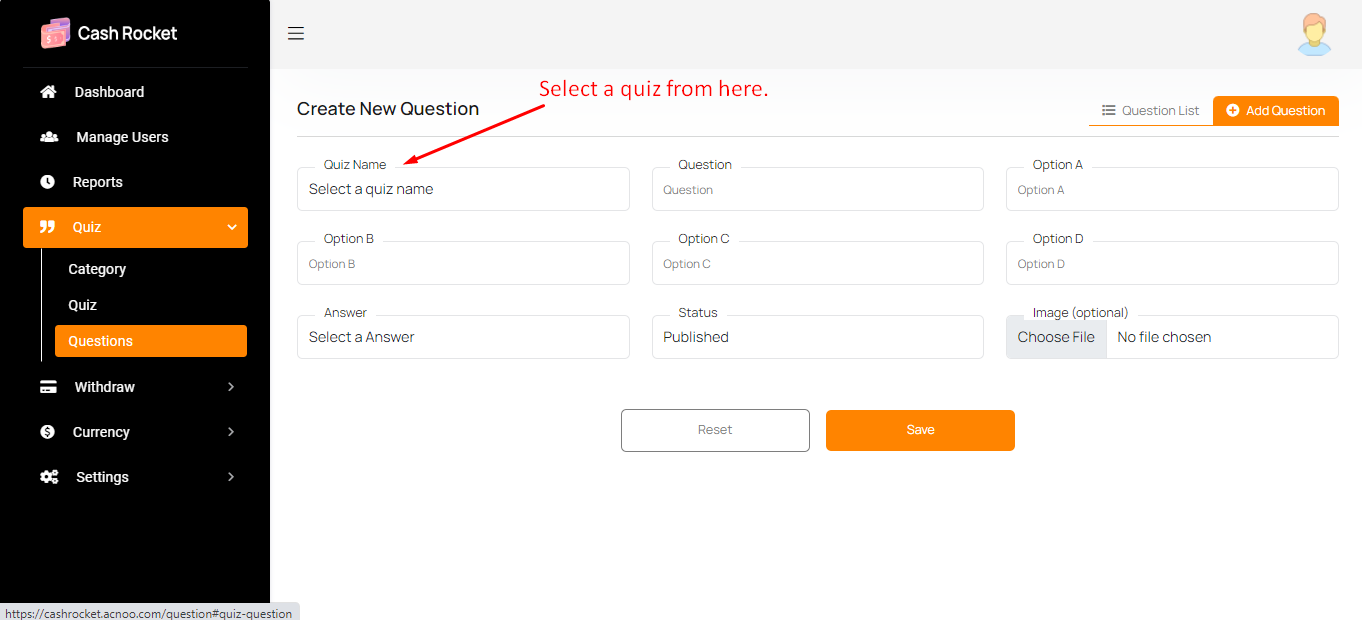 Cash Rocket
Dashboard
Manage Users
Reports
Quiz
Category
Quiz
Questions
Withdraw
Currency
Settings
Select a quiz from here.
Create New Question
Question List
Add Question
Quiz Name
Select a quiz name
Question
Question
Option A
Option A
Option B
Option B
Option C
Option C
Option D
Option D
Answer
Select a Answer
Status
Published
Image (optional)
Choose File No file chosen
Reset
Save
https://cashrocket.acnoo.com/question#quiz-question